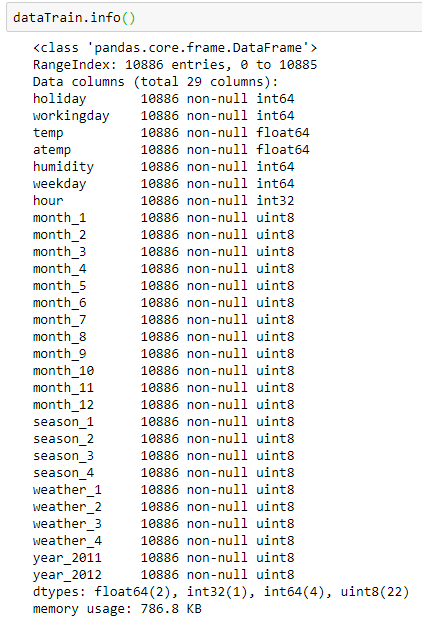 dataTrain.info()
<class 'pandas.core.frame.DataFrame'>
RangeIndex: 10886 entries, 0 to 10885
Data columns (total 29 columns):
holiday       10886 non-null int64
workingday    10886 non-null int64
temp          10886 non-null float64
atemp         10886 non-null float64
humidity      10886 non-null int64
weekday       10886 non-null int64
hour          10886 non-null int32
month_1       10886 non-null uint8
month_2       10886 non-null uint8
month_3       10886 non-null uint8
month_4       10886 non-null uint8
month_5       10886 non-null uint8
month_6       10886 non-null uint8
month_7       10886 non-null uint8
month_8       10886 non-null uint8
month_9       10886 non-null uint8
month_10      10886 non-null uint8
month_11      10886 non-null uint8
month_12      10886 non-null uint8
season_1      10886 non-null uint8
season_2      10886 non-null uint8
season_3      10886 non-null uint8
season_4      10886 non-null uint8
weather_1     10886 non-null uint8
weather_2     10886 non-null uint8
weather_3     10886 non-null uint8
weather_4     10886 non-null uint8
year_2011     10886 non-null uint8
year_2012     10886 non-null uint8
dtypes: float64(2), int32(1), int64(4), uint8(22)
memory usage: 786.8 KB